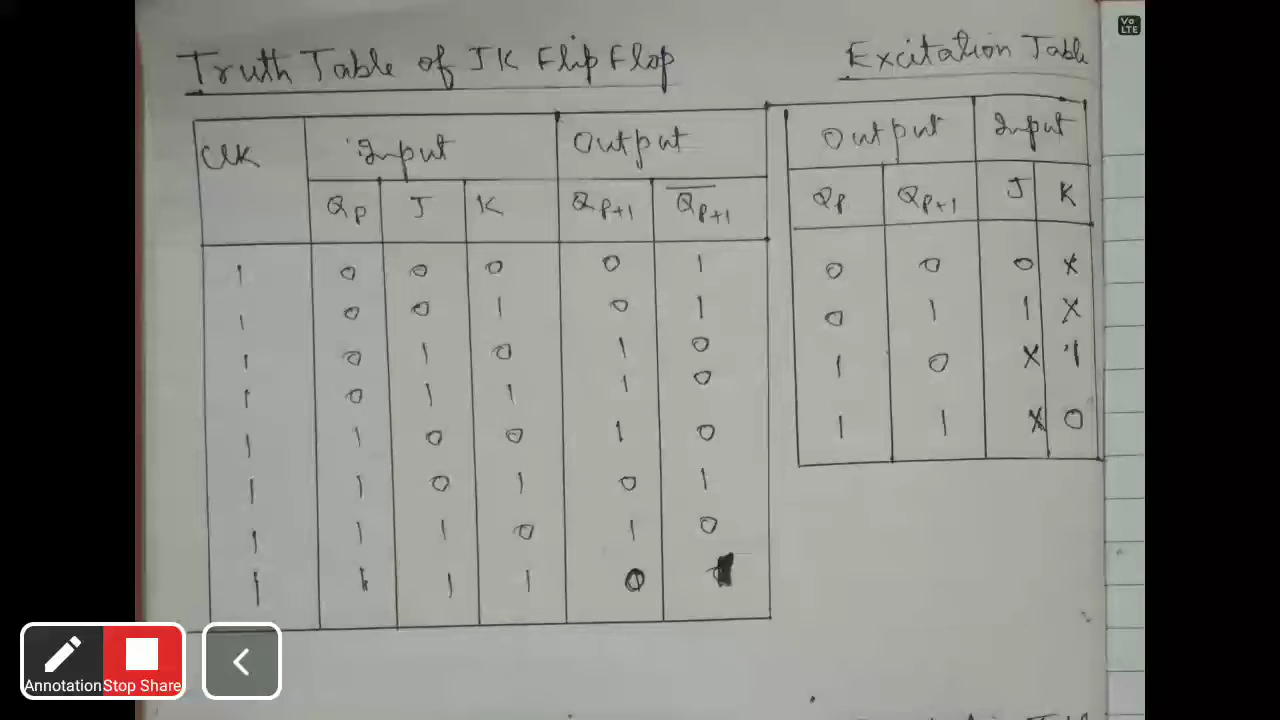 Truth Table of JK Flip Flop
Excitation Table
Clk Input Output
Qp J K Qp+1 Q̅p+1
1 0 0 0 0 1
1 0 0 1 0 1
1 0 1 0 1 0
1 0 1 1 1 0
1 1 0 0 1 0
1 1 0 1 0 1
1 1 1 0 1 0
1 1 1 1 0
Output Input
Qp Qp+1 J K
0 0 0 X
0 1 1 X
1 0 X 1
1 1 X 0
Vo
LTE
Annotation
Stop Share